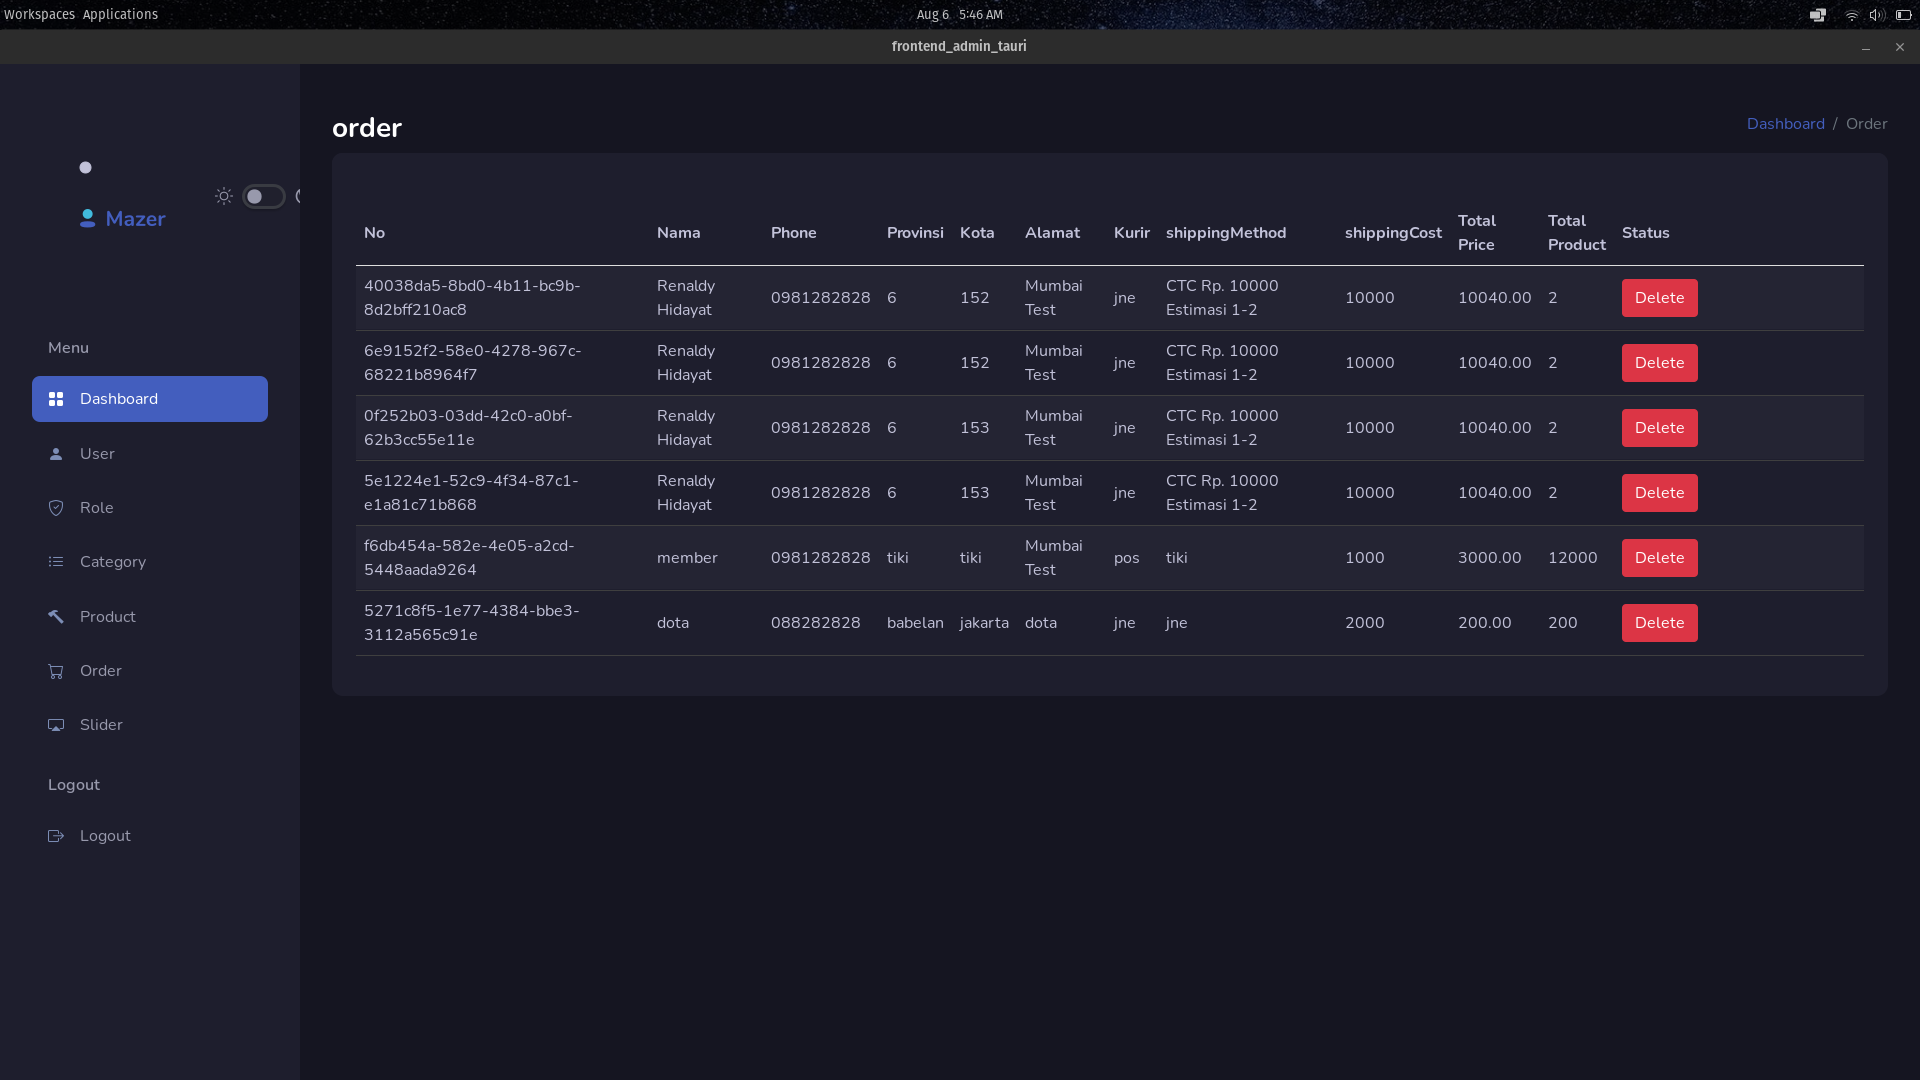 Workspaces Applications
Aug 6 5:46 AM
frontend_admin_tauri
Mazer
Menu
Dashboard
User
Role
Category
Product
Order
Slider
Logout
Logout
order
Dashboard / Order
No Nama Phone Provinsi Kota Alamat Kurir shippingMethod shippingCost Total Price Total Product Status
40038da5-8bd0-4b11-bc9b-
8d2bff210ac8
Renaldy
Hidayat
0981282828 6 152
Mumbai
Test
jne
CTC Rp. 10000
Estimasi 1-2
10000 10040.00 2 Delete
6e9152f2-58e0-4278-967c-
68221b8964f7
Renaldy
Hidayat
0981282828 6 152
Mumbai
Test
jne
CTC Rp. 10000
Estimasi 1-2
10000 10040.00 2 Delete
0f252b03-03dd-42c0-a0bf-
62b3cc55e11e
Renaldy
Hidayat
0981282828 6 153
Mumbai
Test
jne
CTC Rp. 10000
Estimasi 1-2
10000 10040.00 2 Delete
5e1224e1-52c9-4f34-87c1-
e1a81c71b868
Renaldy
Hidayat
0981282828 6 153
Mumbai
Test
jne
CTC Rp. 10000
Estimasi 1-2
10000 10040.00 2 Delete
f6db454a-582e-4e05-a2cd-
5448aada9264
member 0981282828 tiki tiki
Mumbai
Test
pos tiki 1000 3000.00 12000 Delete
5271c8f5-1e77-4384-bbe3-
3112a565c91e
dota 088282828 babelan jakarta dota jne jne 2000 200.00 200 Delete